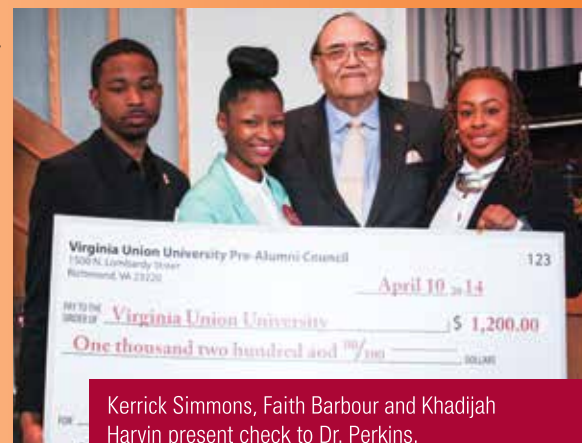 Virginia Union University Pre-Alumni Council
1500 N. Lombardy Street
Richmond, VA 23220
123
April 10 20 14
PAY TO THE
ORDER OF Virginia Union University $ 1,200.00
One thousand two hundred and 00/100 DOLLARS
FOR
Kerrick Simmons, Faith Barbour and Khadijah
Harvin present check to Dr. Perkins.